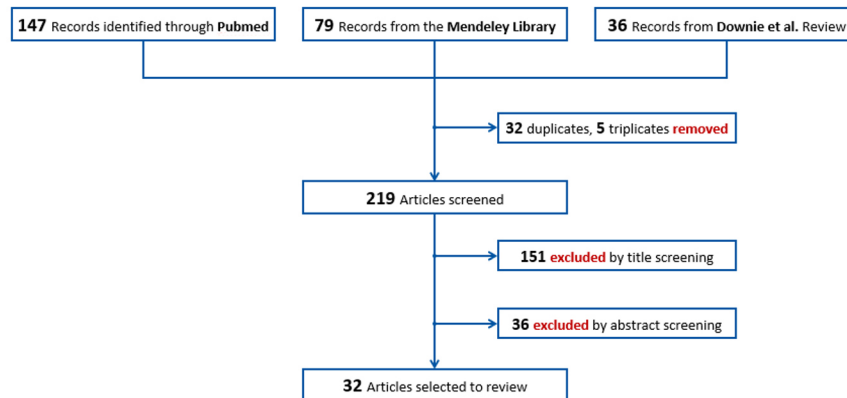 147 Records identified through Pubmed
79 Records from the Mendeley Library
36 Records from Downie et al. Review
32 duplicates, 5 triplicates removed
219 Articles screened
151 excluded by title screening
36 excluded by abstract screening
32 Articles selected to review